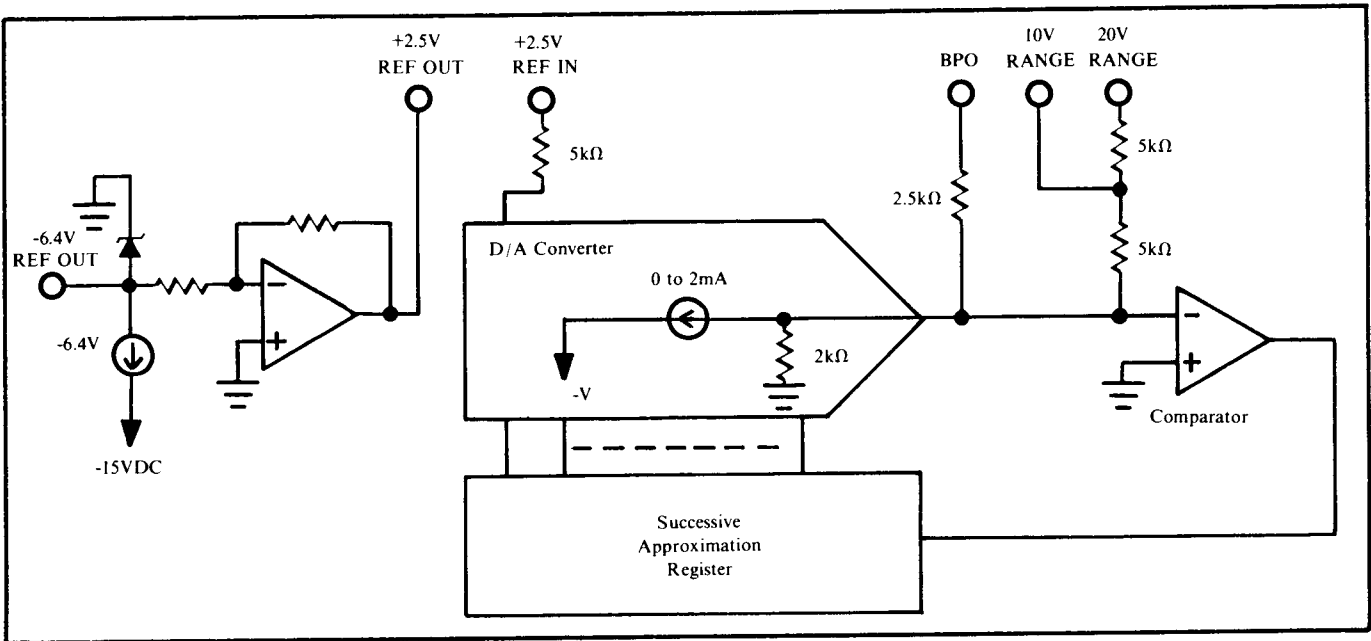 +2.5V
REF OUT
+2.5V
REF IN
BPO
10V
RANGE
20V
RANGE
5kΩ
5kΩ
2.5kΩ
-6.4V
REF OUT
D/A Converter
5kΩ
0 to 2mA
-6.4V
2kΩ
-V
Comparator
-15VDC
Successive
Approximation
Register